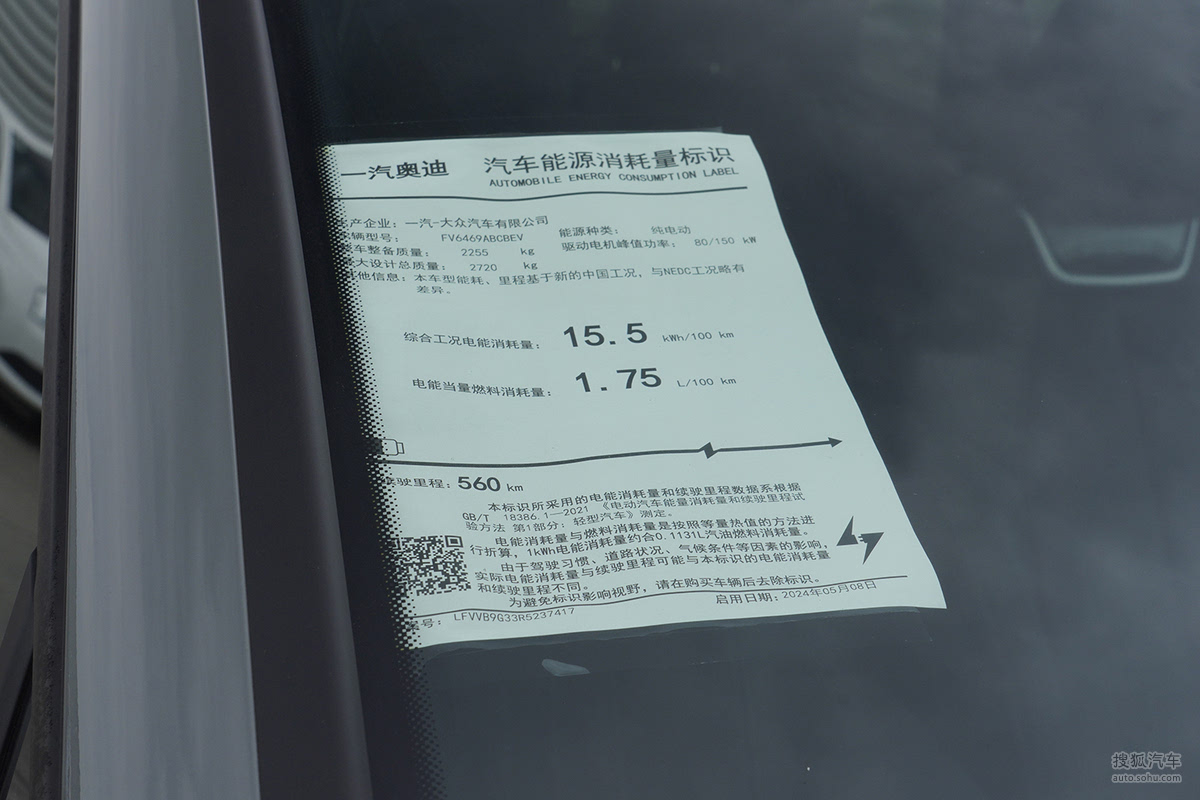 一汽奥迪
汽车能源消耗量标识
AUTOMOBILE ENERGY CONSUMPTION LABEL
产企业：一汽-大众汽车有限公司
能源种类： 纯电动
辆型号： FV6469ABCBEV
驱动电机峰值功率： 80/150 kW
车整备质量： 2255 kg
大设计总质量： 2720 kg
他信息：本车型能耗、里程基于新的中国工况，与NEDC工况略有
差异。
综合工况电能消耗量： 15.5 kWh/100 km
电能当量燃料消耗量： 1.75 L/100 km
续驶里程：560 km
本标识所采用的电能消耗量和续驶里程数据系根据
GB/T 18386.1—2021 《电动汽车能量消耗量和续驶里程试
验方法 第1部分：轻型汽车》测定。
电能消耗量与燃料消耗量是按照等量热值的方法进
行折算，1kWh电能消耗量约合0.1131L汽油燃料消耗量。
由于驾驶习惯、道路状况、气候条件等因素的影响，
实际电能消耗量与续驶里程可能与本标识的电能消耗量
和续驶里程不同。
为避免标识影响视野，请在购买车辆后去除标识。
案号： LFVVB9G33R5237417
启用日期：2024年05月08日
搜狐汽车
auto.sohu.com